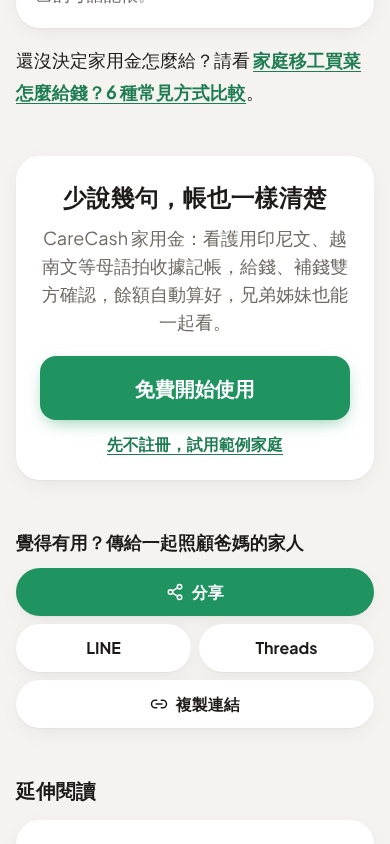 還沒決定家用金怎麼給？請看 家庭移工買菜
怎麼給錢？6 種常見方式比較。
少說幾句，帳也一樣清楚
CareCash 家用金：看護用印尼文、越
南文等母語拍收據記帳，給錢、補錢雙
方確認，餘額自動算好，兄弟姊妹也能
一起看。
免費開始使用
先不註冊，試用範例家庭
覺得有用？傳給一起照顧爸媽的家人
分享
LINE
Threads
複製連結
延伸閱讀